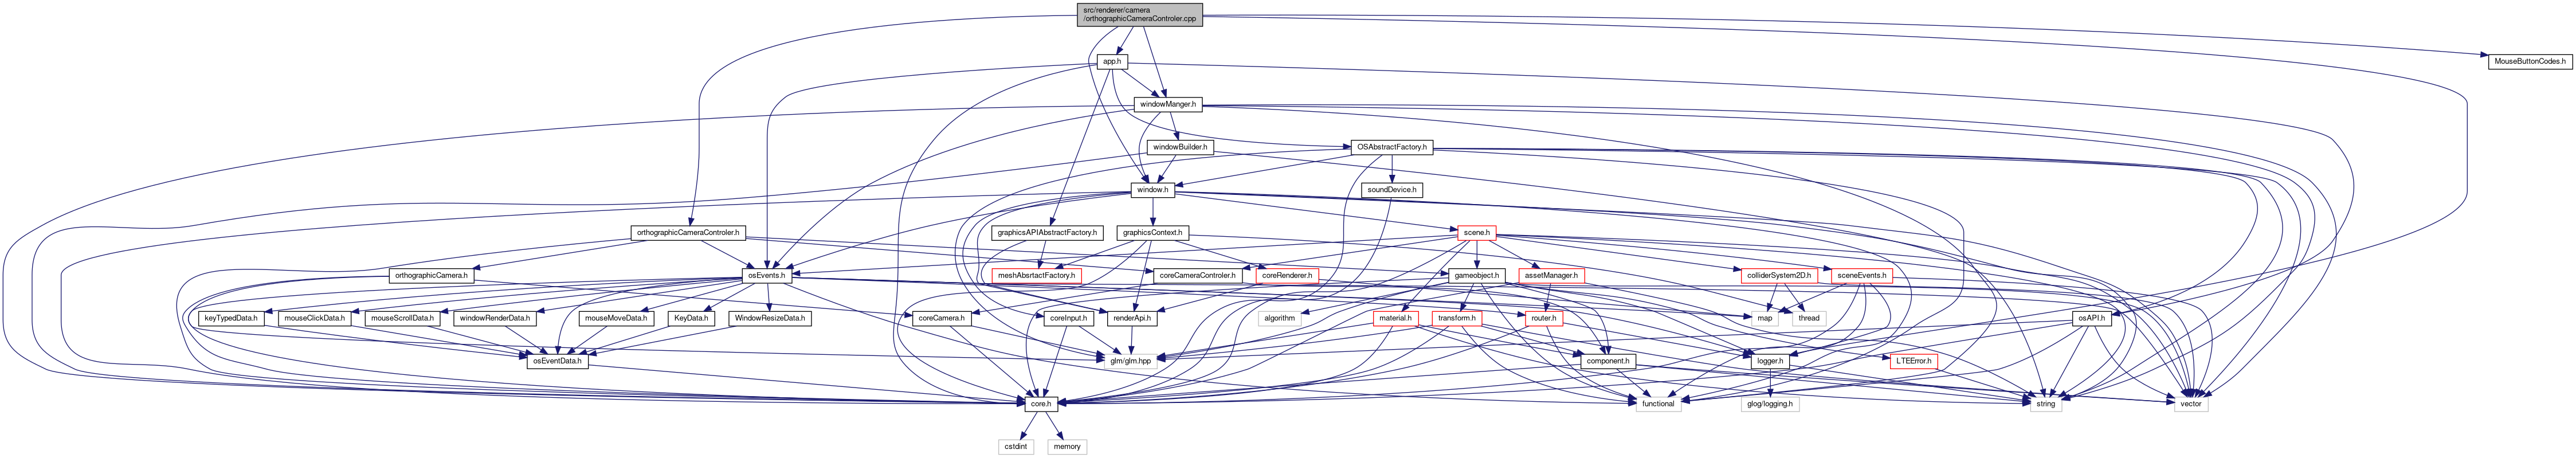 src/renderer/camera
/orthographicCameraControler.cpp
app.h
MouseButtonCodes.h
windowManger.h
windowBuilder.h
OSAbstractFactory.h
window.h
soundDevice.h
orthographicCameraControler.h
graphicsAPIAbstractFactory.h
graphicsContext.h
scene.h
orthographicCamera.h
osEvents.h
meshAbsrtactFactory.h
coreCameraControler.h
coreRenderer.h
gameobject.h
assetManager.h
colliderSystem2D.h
sceneEvents.h
keyTypedData.h
mouseClickData.h
mouseScrollData.h
windowRenderData.h
mouseMoveData.h
KeyData.h
WindowResizeData.h
coreCamera.h
coreInput.h
renderApi.h
algorithm
material.h
transform.h
router.h
map
thread
osAPI.h
osEventData.h
glm/glm.hpp
component.h
logger.h
LTEError.h
core.h
functional
glog/logging.h
string
vector
cstdint
memory